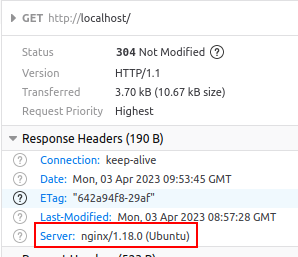 GET http://localhost/
Status 304 Not Modified
Version HTTP/1.1
Transferred 3.70 kB (10.67 kB size)
Request Priority Highest
Response Headers (190 B)
Connection: keep-alive
Date: Mon, 03 Apr 2023 09:53:45 GMT
ETag: "642a94f8-29af"
Last-Modified: Mon, 03 Apr 2023 08:57:28 GMT
Server: nginx/1.18.0 (Ubuntu)